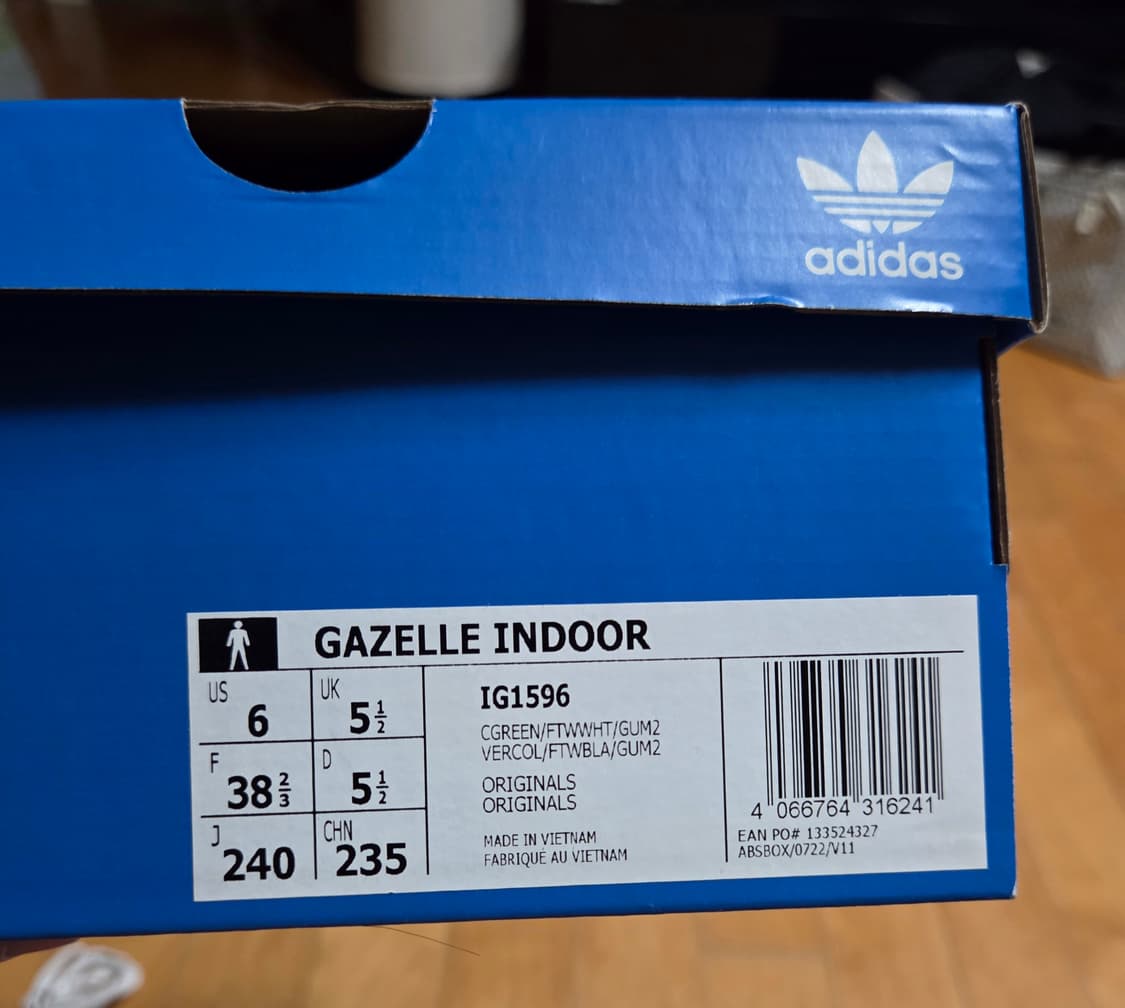 adidas
GAZELLE INDOOR
US
6
UK
5½
F
38⅔
D
5½
J
240
CHN
235
IG1596
CGREEN/FTWWHT/GUM2
VERCOL/FTWBLA/GUM2
ORIGINALS
ORIGINALS
MADE IN VIETNAM
FABRIQUÉ AU VIETNAM
4 066764 316241
EAN PO# 133524327
ABSBOX/0722/V11